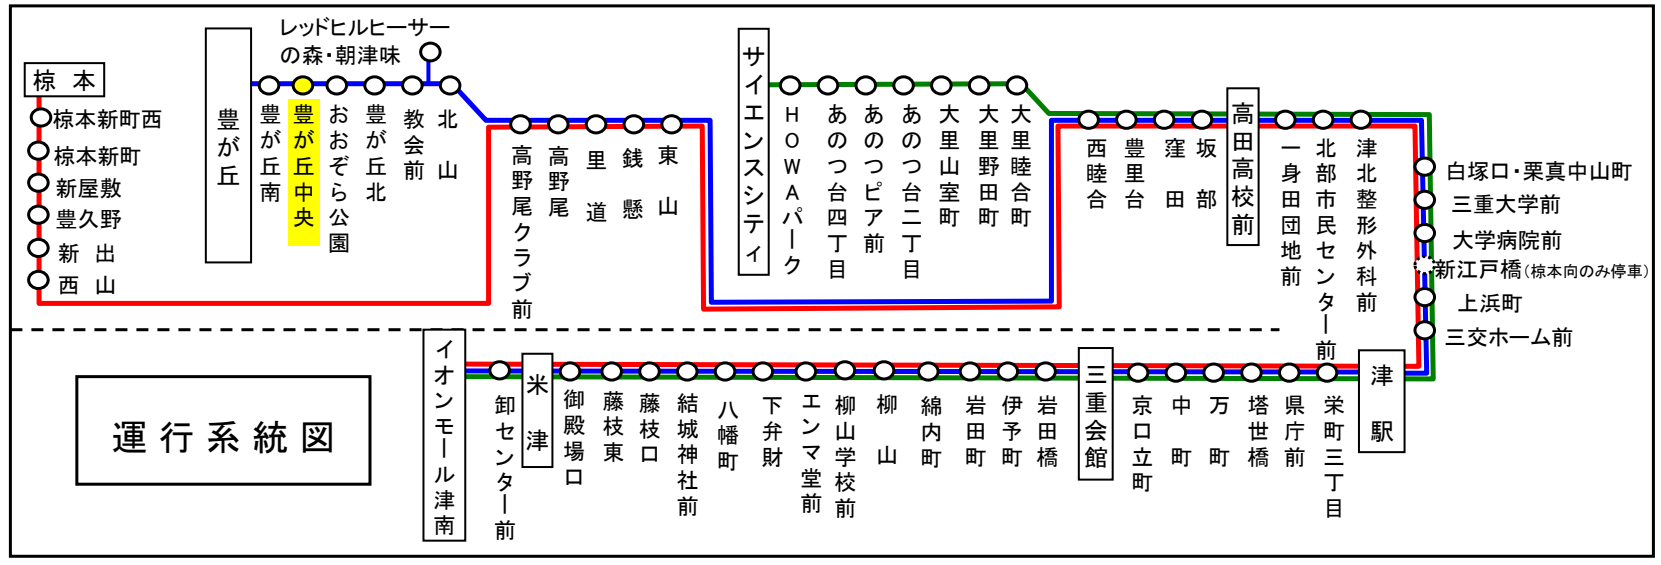 レッドヒルヒーサー
の森・朝津味
椋本
椋本新町西
椋本新町
新屋敷
豊久野
新出
西山
豊が丘
豊が丘南
豊が丘中央
おおぞら公園
豊が丘北
教会前
北山
高野尾クラブ前
高野尾
里道
銭懸
東山
サイエンスシティ
HOWAパーク
あのつ台四丁目
あのつピア前
あのつ台二丁目
大里山室町
大里野田町
大里睦合町
西睦合
豊里台
窪田
坂部
高田高校前
一身田団地前
北部市民センター前
津北整形外科前
白塚口・栗真中山町
三重大学前
大学病院前
新江戸橋(椋本向のみ停車)
上浜町
三交ホーム前
津駅
栄町三丁目
県庁前
塔世橋
万町
中町
京口立町
三重会館
岩田橋
伊予町
岩田町
綿内町
柳山
柳山学校前
エンマ堂前
下弁財
八幡町
結城神社前
藤枝口
藤枝東
御殿場口
米津
卸センター前
イオンモール津南
運行系統図